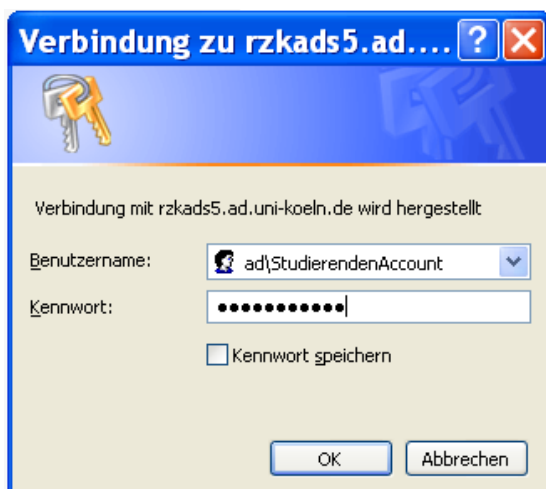 Verbindung zu rzkads5.ad....
Verbindung mit rzkads5.ad.uni-koeln.de wird hergestellt
Benutzername: ad\StudierendenAccount
Kennwort: ●●●●●●●●●●●
Kennwort speichern
OK Abbrechen